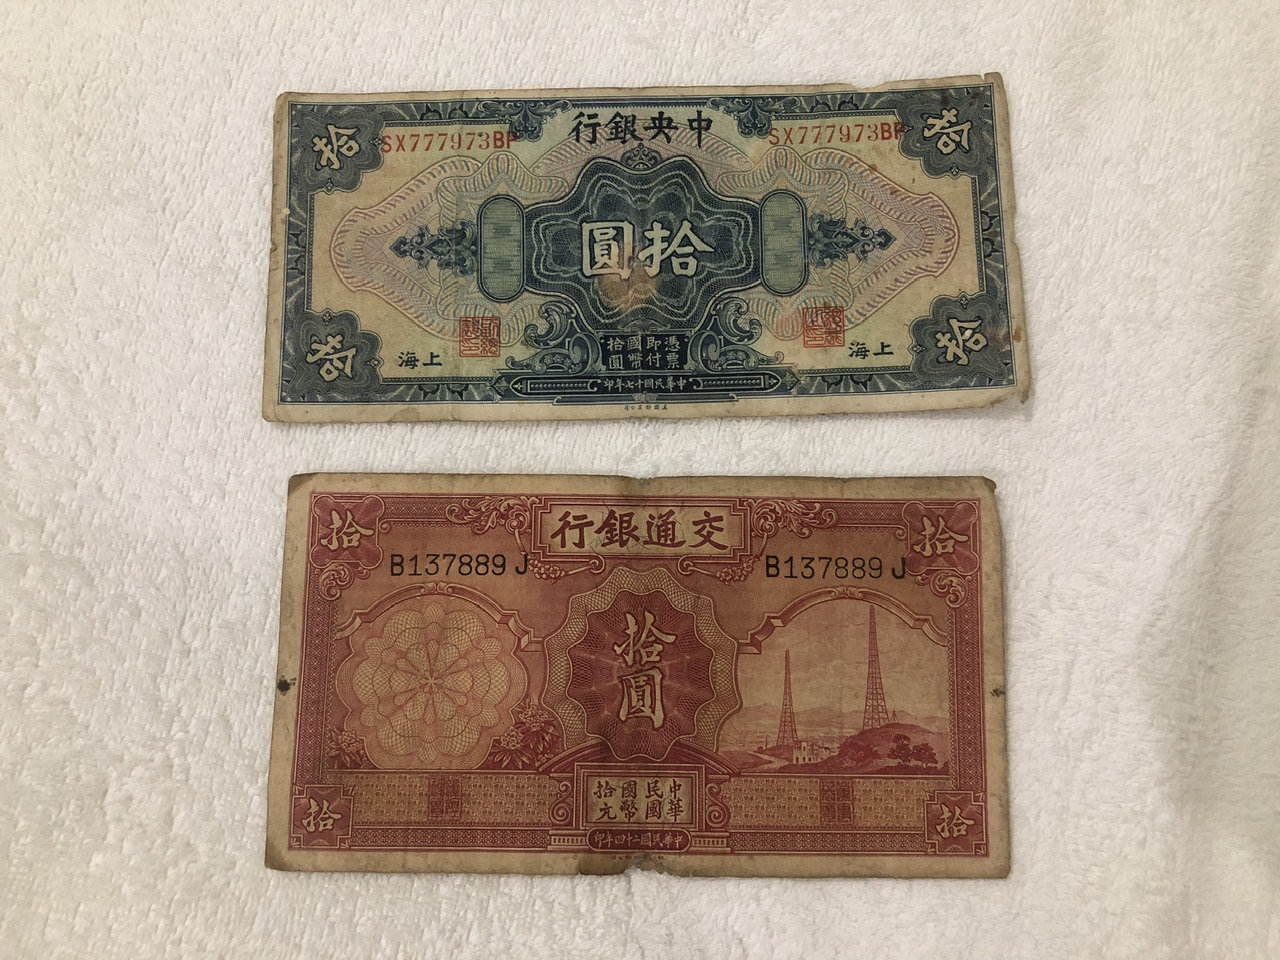 中央銀行
拾
SX777973BP
SX777973BP
拾
拾圓
憑票即付國幣拾圓
拾
上海
上海
拾
中華民國十七年印
交通銀行
拾
B137889J
B137889J
拾
拾圓
中華民國國幣拾元
拾
拾
中華民國二十四年印